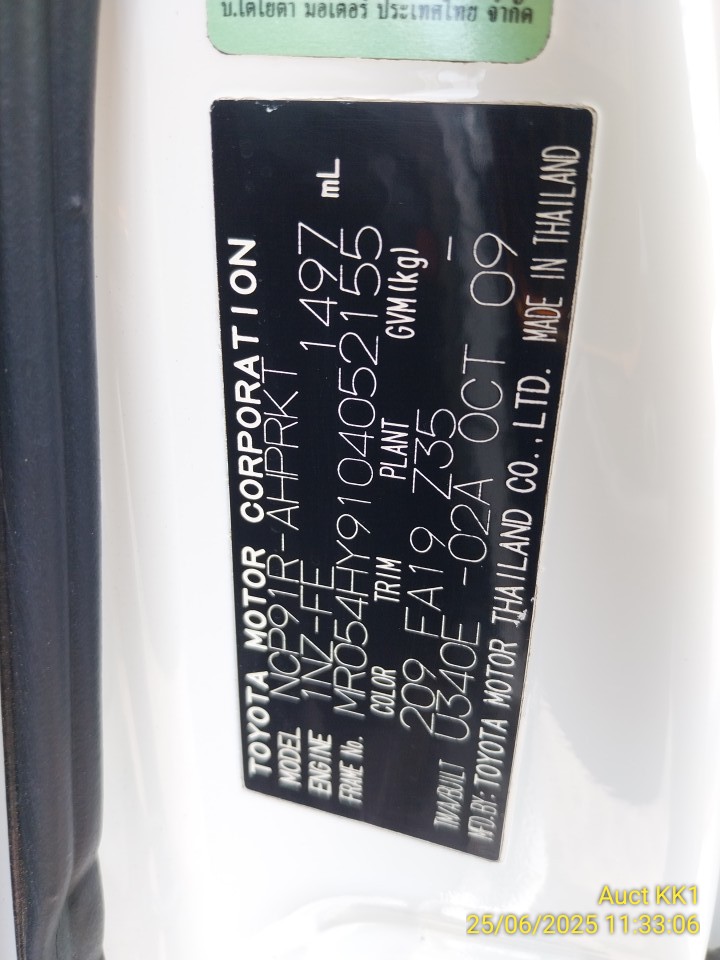 บ.โตโยต้า มอเตอร์ ประเทศไทย จำกัด
TOYOTA MOTOR CORPORATION
MODEL NCP91R-AHPRKT
ENGINE 1NZ-FE 1497 mL
FRAME No. MR054HY9104052155
COLOR TRIM PLANT GVM(kg)
209 FA19 Z35 -
TM/A/BUILT U340E -02A OCT 09
MFD.BY: TOYOTA MOTOR THAILAND CO.,LTD. MADE IN THAILAND
Auct KK1
25/06/2025 11:33:06